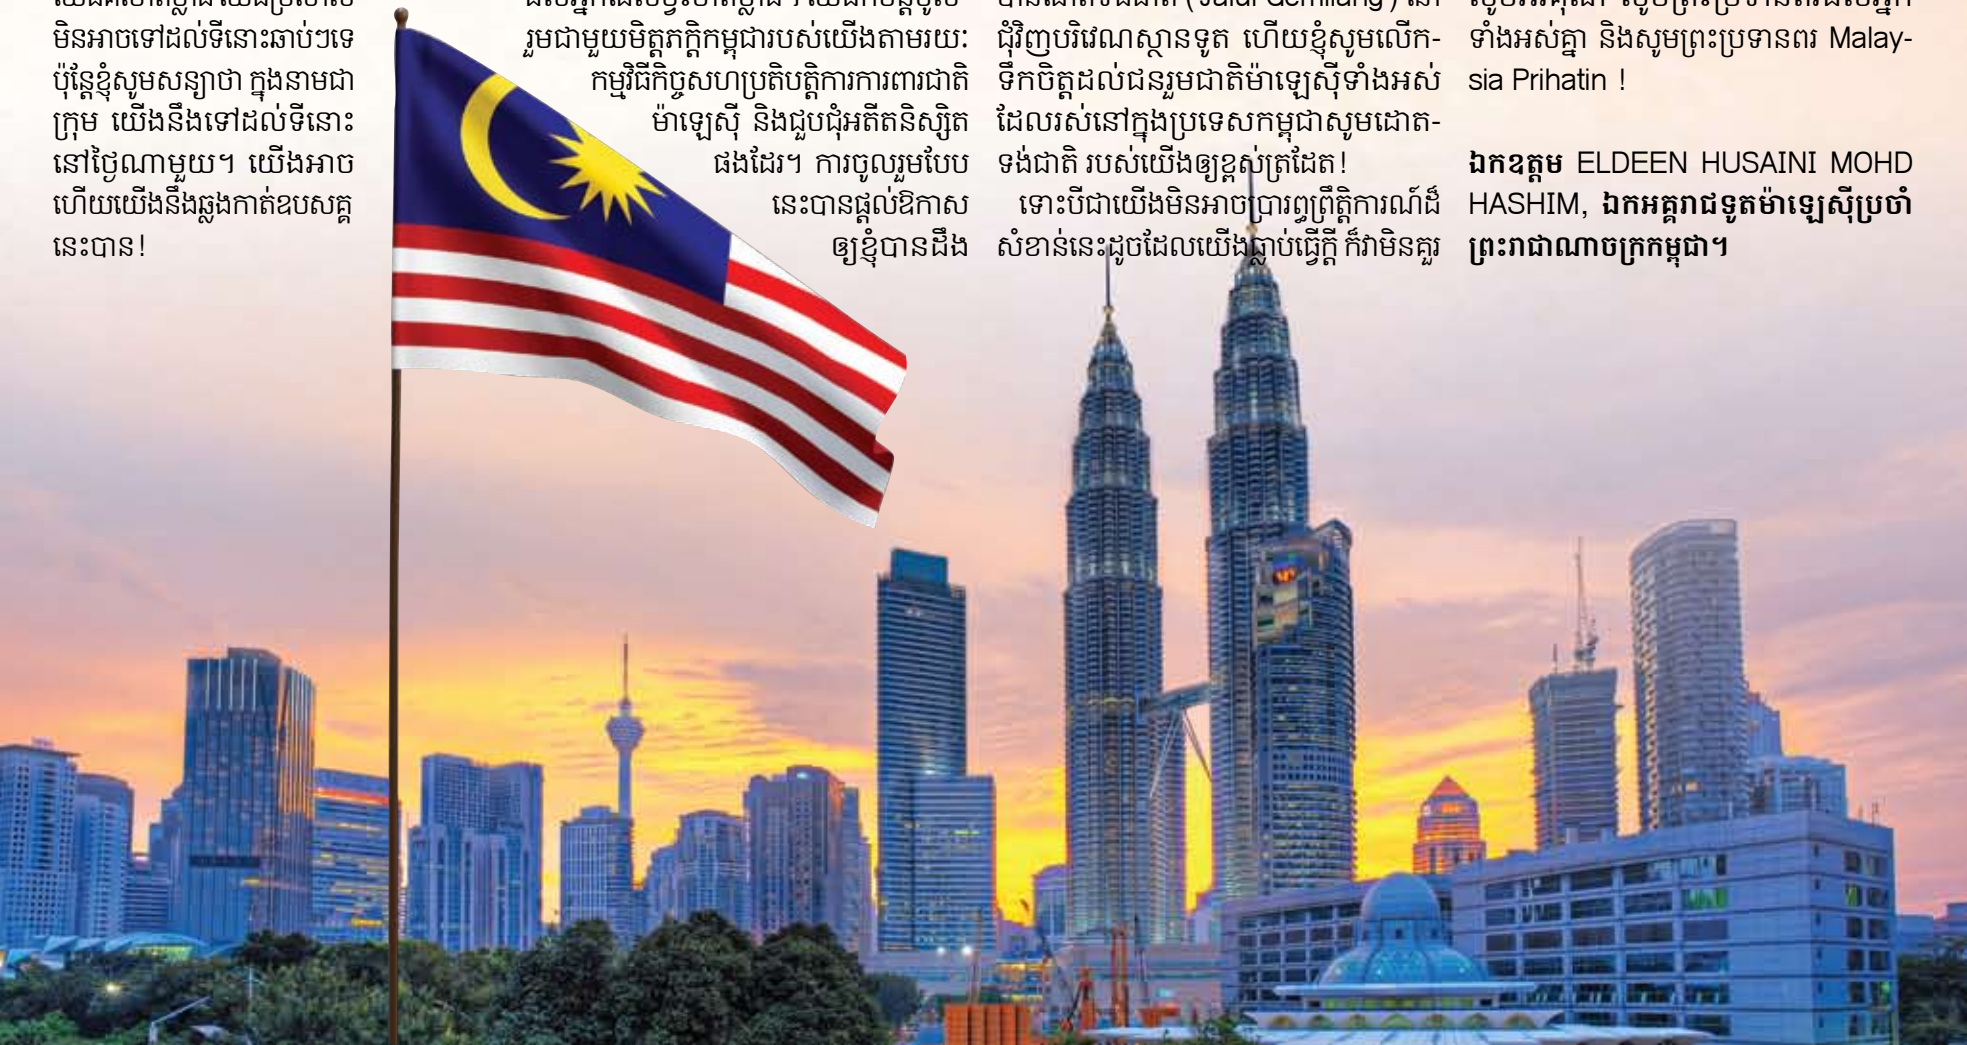 មិនអាចទៅដល់ទីនោះឆាប់ៗទេ
ប៉ុន្តែខ្ញុំសូមសន្យាថា ក្នុងនាមជា
ក្រុម យើងនឹងទៅដល់ទីនោះ
នៅថ្ងៃណាមួយ។ យើងអាច
ហើយយើងនឹងឆ្លងកាត់ឧបសគ្គ
នេះបាន!
រួមជាមួយមិត្តភក្តិកម្ពុជារបស់យើងតាមរយៈ
កម្មវិធីកិច្ចសហប្រតិបត្តិការការពារជាតិ
ម៉ាឡេស៊ី និងជួបជុំអតីតនិស្សិត
ផងដែរ។ ការចូលរួមបែប
នេះបានផ្តល់ឱកាស
ឲ្យខ្ញុំបានដឹង
ជុំវិញបរិវេណស្ថានទូត ហើយខ្ញុំសូមលើក-
ទឹកចិត្តដល់ជនរួមជាតិម៉ាឡេស៊ីទាំងអស់
ដែលរស់នៅក្នុងប្រទេសកម្ពុជាសូមដោត-
ទង់ជាតិ របស់យើងឲ្យខ្ពស់ត្រដែត!
ទោះបីជាយើងមិនអាចប្រារព្ធព្រឹត្តិការណ៍ដ៏
សំខាន់នេះដូចដែលយើងធ្លាប់ធ្វើក្តី ក៏វាមិនគួរ
ទាំងអស់គ្នា និងសូមព្រះប្រទានពរ Malay-
sia Prihatin !
ឯកឧត្តម ELDEEN HUSAINI MOHD
HASHIM, ឯកអគ្គរាជទូតម៉ាឡេស៊ីប្រចាំ
ព្រះរាជាណាចក្រកម្ពុជា។